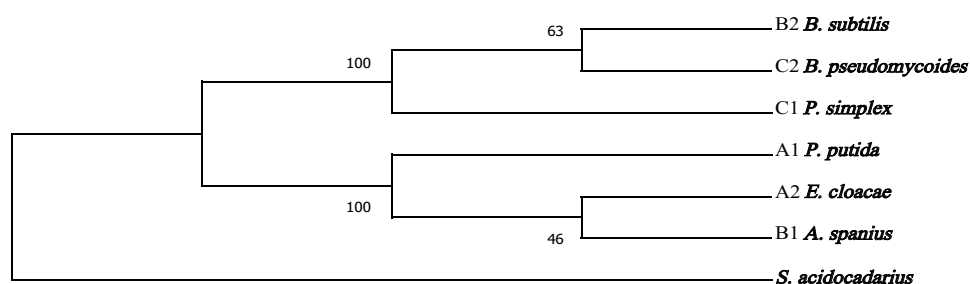 63
B2 B. subtilis
100
C2 B. pseudomycoides
C1 P. simplex
A1 P. putida
100
A2 E. cloacae
46
B1 A. spanius
S. acidocadarius